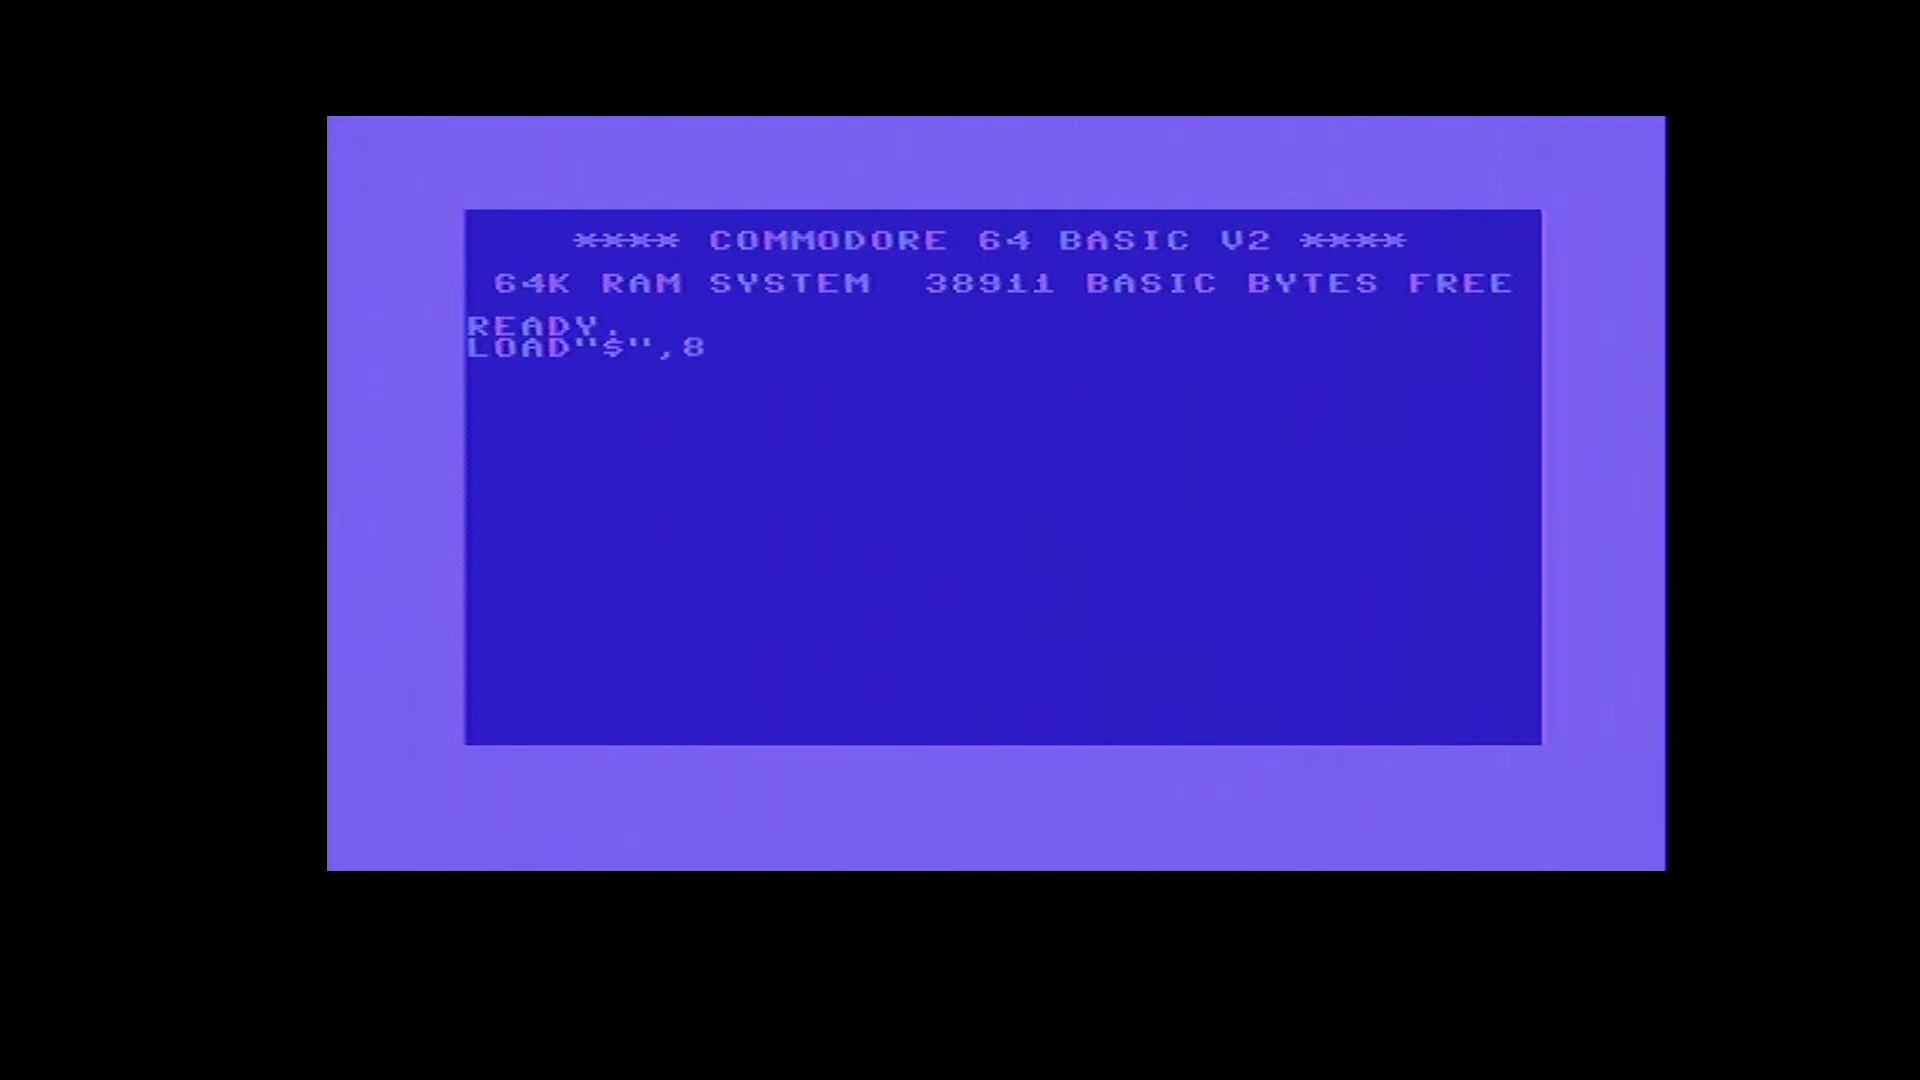 **** COMMODORE 64 BASIC V2 ****
64K RAM SYSTEM  38911 BASIC BYTES FREE
READY.
LOAD"$",8